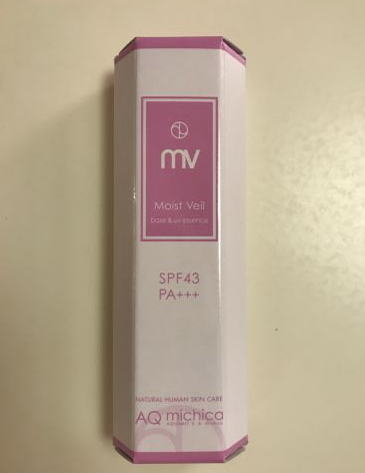 mv
Moist Veil
base & uv essence
SPF43
PA+++
NATURAL HUMAN SKIN CARE
AQ michica